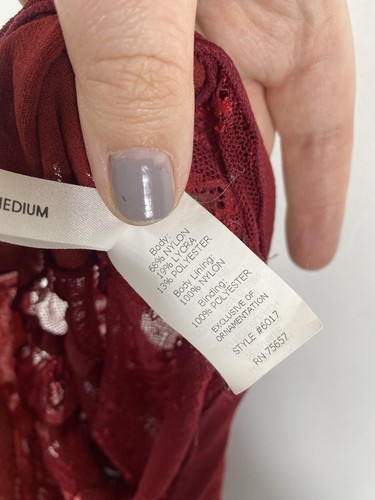 MEDIUM
Body:
68% NYLON
19% LYCRA
13% POLYESTER
Body Lining:
100% NYLON
Binding:
100% POLYESTER
EXCLUSIVE OF
ORNAMENTATION
STYLE #6017
RN 75657